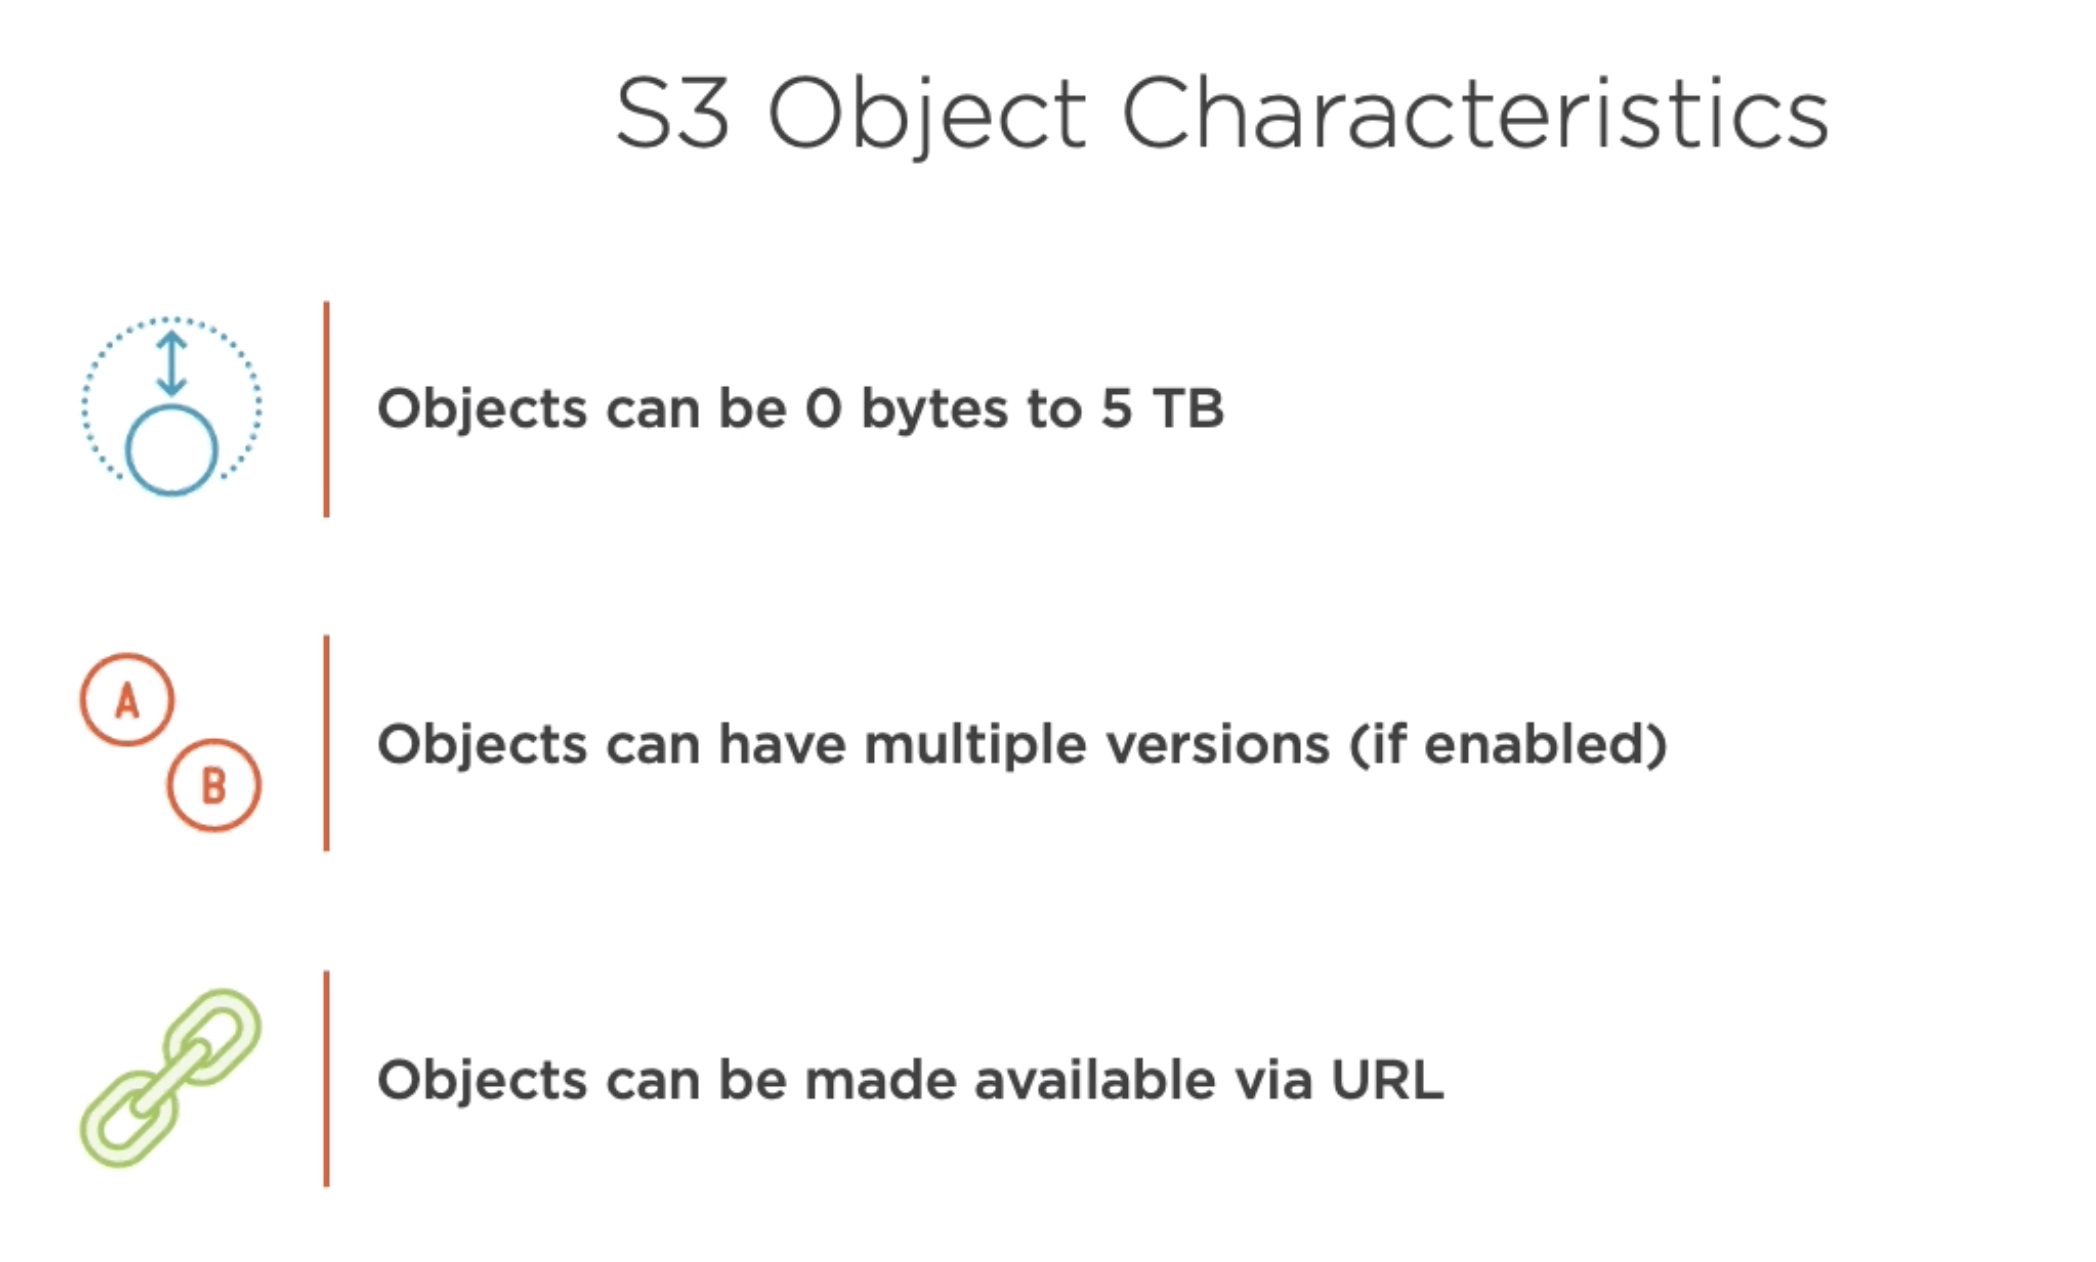 S3 Object Characteristics
Objects can be 0 bytes to 5 TB
A
B
Objects can have multiple versions (if enabled)
Objects can be made available via URL